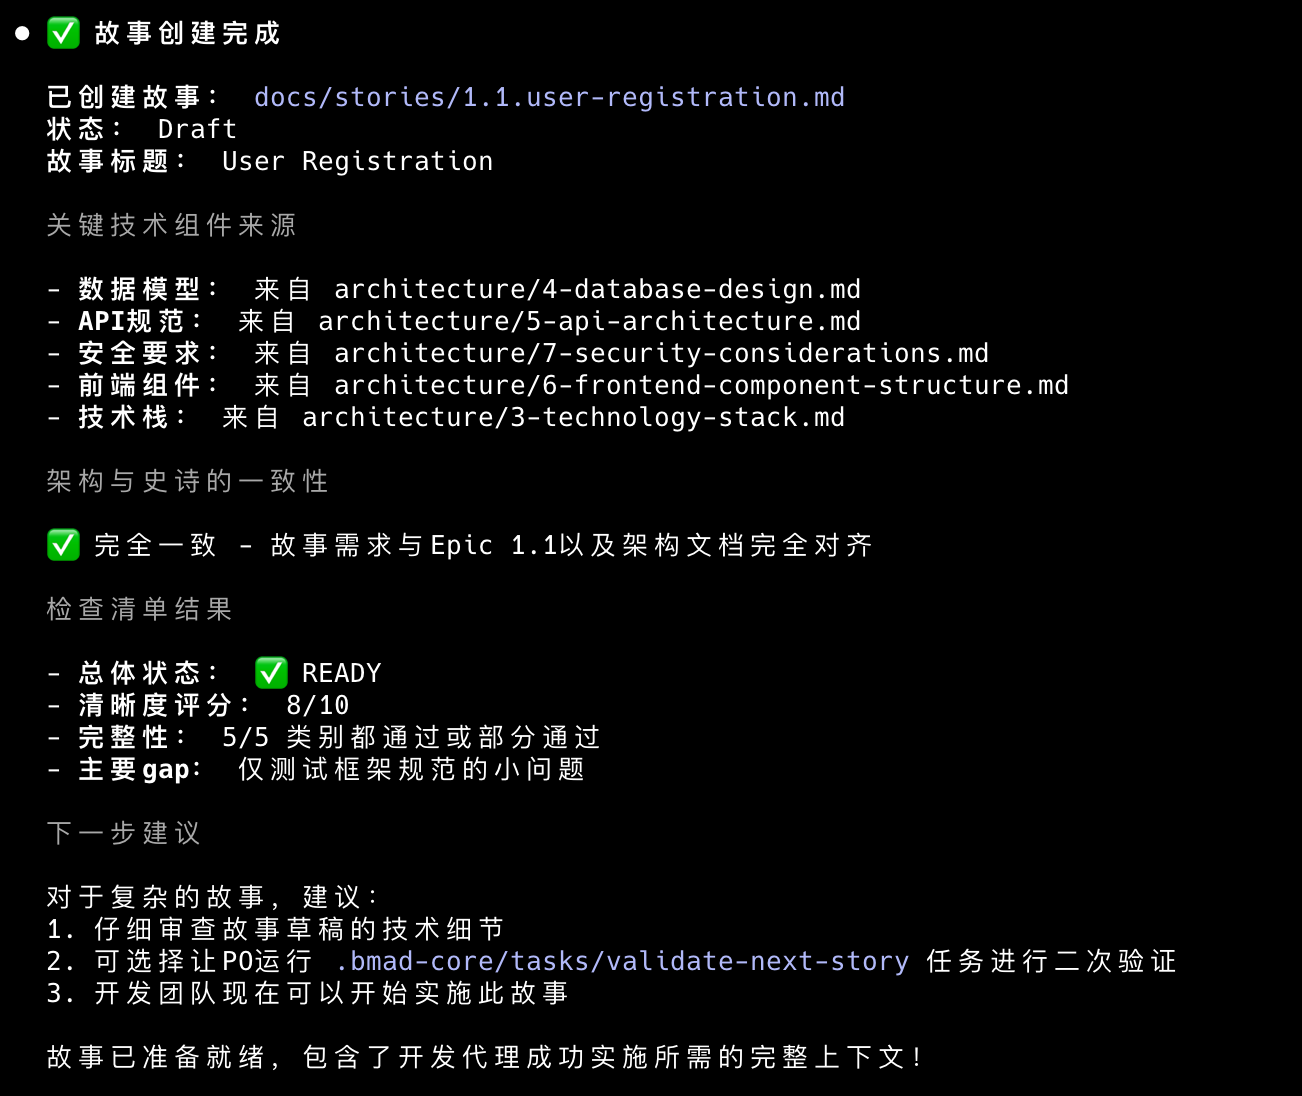 ● ✅ 故事创建完成
已创建故事： docs/stories/1.1.user-registration.md
状态： Draft
故事标题： User Registration
关键技术组件来源
- 数据模型： 来自 architecture/4-database-design.md
- API规范： 来自 architecture/5-api-architecture.md
- 安全要求： 来自 architecture/7-security-considerations.md
- 前端组件： 来自 architecture/6-frontend-component-structure.md
- 技术栈： 来自 architecture/3-technology-stack.md
架构与史诗的一致性
✅ 完全一致 - 故事需求与Epic 1.1以及架构文档完全对齐
检查清单结果
- 总体状态： ✅ READY
- 清晰度评分： 8/10
- 完整性： 5/5 类别都通过或部分通过
- 主要gap： 仅测试框架规范的小问题
下一步建议
对于复杂的故事，建议：
1. 仔细审查故事草稿的技术细节
2. 可选择让PO运行 .bmad-core/tasks/validate-next-story 任务进行二次验证
3. 开发团队现在可以开始实施此故事
故事已准备就绪，包含了开发代理成功实施所需的完整上下文！